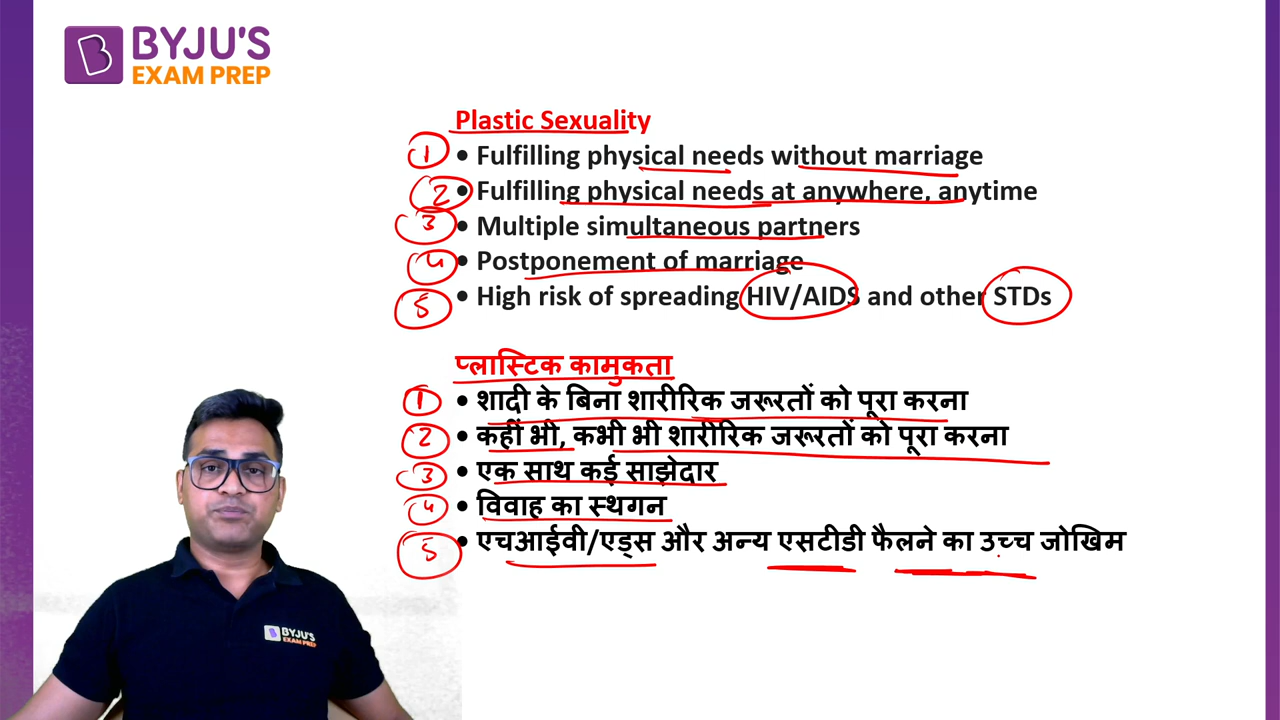 BYJU'S
EXAM PREP
Plastic Sexuality
1 • Fulfilling physical needs without marriage
2 • Fulfilling physical needs at anywhere, anytime
3 • Multiple simultaneous partners
4 • Postponement of marriage
5 • High risk of spreading HIV/AIDS and other STDs
प्लास्टिक कामुकता
1 • शादी के बिना शारीरिक जरूरतों को पूरा करना
2 • कहीं भी, कभी भी शारीरिक जरूरतों को पूरा करना
3 • एक साथ कई साझेदार
4 • विवाह का स्थगन
5 • एचआईवी/एड्स और अन्य एसटीडी फैलने का उच्च जोखिम
BYJU'S
EXAM PREP